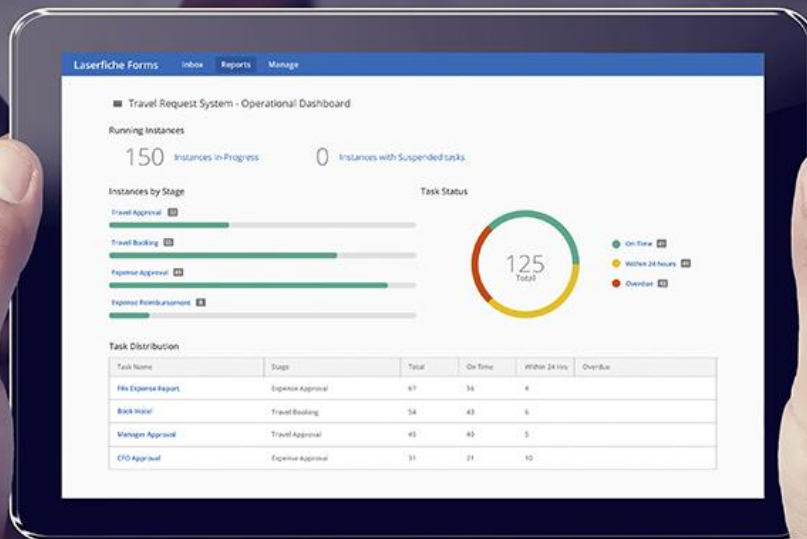 Laserfiche Forms Inbox Reports Manage
Travel Request System - Operational Dashboard
Running Instances
150 Instances In-Progress 0 Instances with Suspended tasks
Instances by Stage Task Status
Travel Approval
Travel Booking
Expense Approval
Expense Reimbursement
125
Total
On Time
Within 24 hours
Overdue
Task Distribution
Task Name Stage Total On Time Within 24 Hrs Overdue
File Expense Report Expense Approval 67 56 4
Book Hotel Travel Booking 54 43 6
Manager Approval Travel Approval 45 40 5
CFO Approval Expense Approval 31 21 10